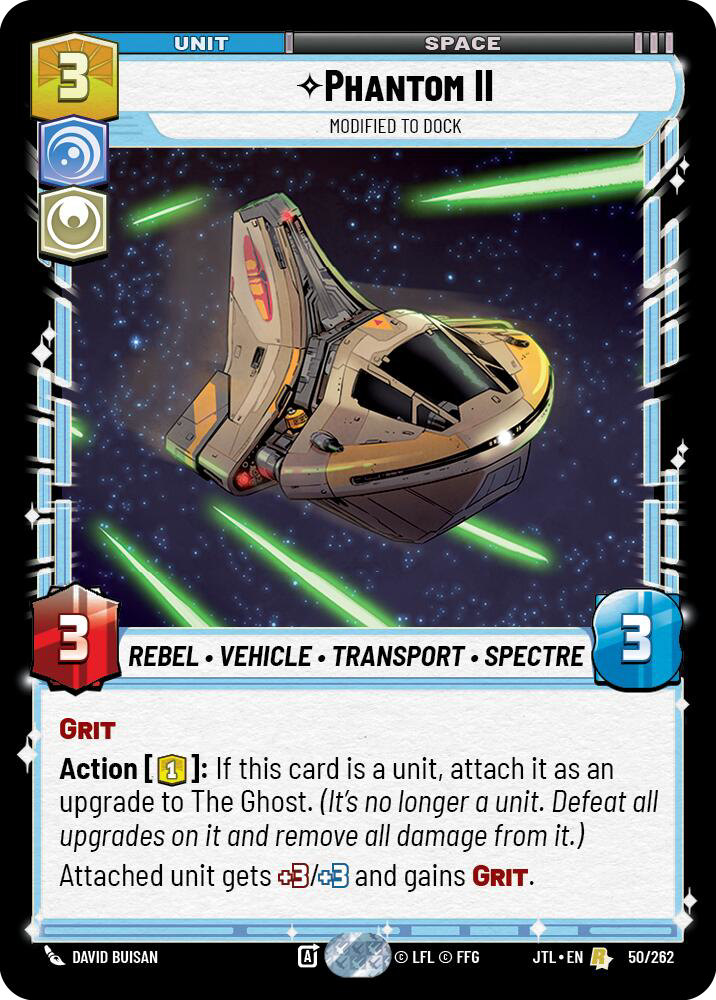 UNIT
SPACE
3
✧PHANTOM II
MODIFIED TO DOCK
3
3
REBEL • VEHICLE • TRANSPORT • SPECTRE
GRIT
Action [1]: If this card is a unit, attach it as an
upgrade to The Ghost. (It's no longer a unit. Defeat all
upgrades on it and remove all damage from it.)
Attached unit gets +3/+3 and gains GRIT.
DAVID BUISAN
A
© LFL © FFG
JTL • EN
R
50/262